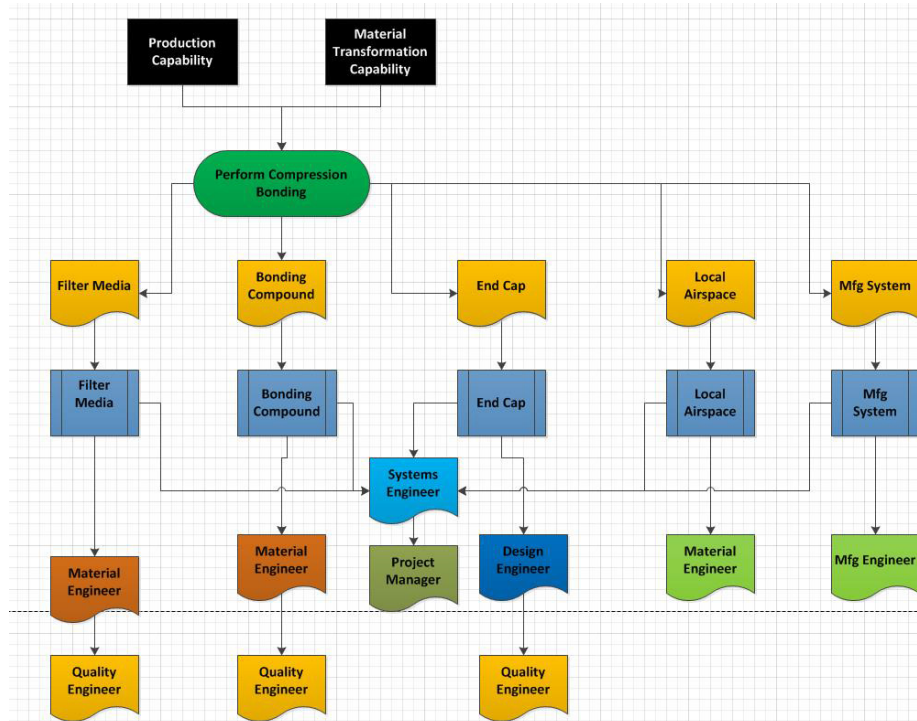 Production
Capability
Material
Transformation
Capability
Perform Compression
Bonding
Filter Media
Bonding
Compound
End Cap
Local
Airspace
Mfg System
Filter
Media
Bonding
Compound
End Cap
Local
Airspace
Mfg
System
Systems
Engineer
Material
Engineer
Material
Engineer
Project
Manager
Design
Engineer
Material
Engineer
Mfg Engineer
Quality
Engineer
Quality
Engineer
Quality
Engineer